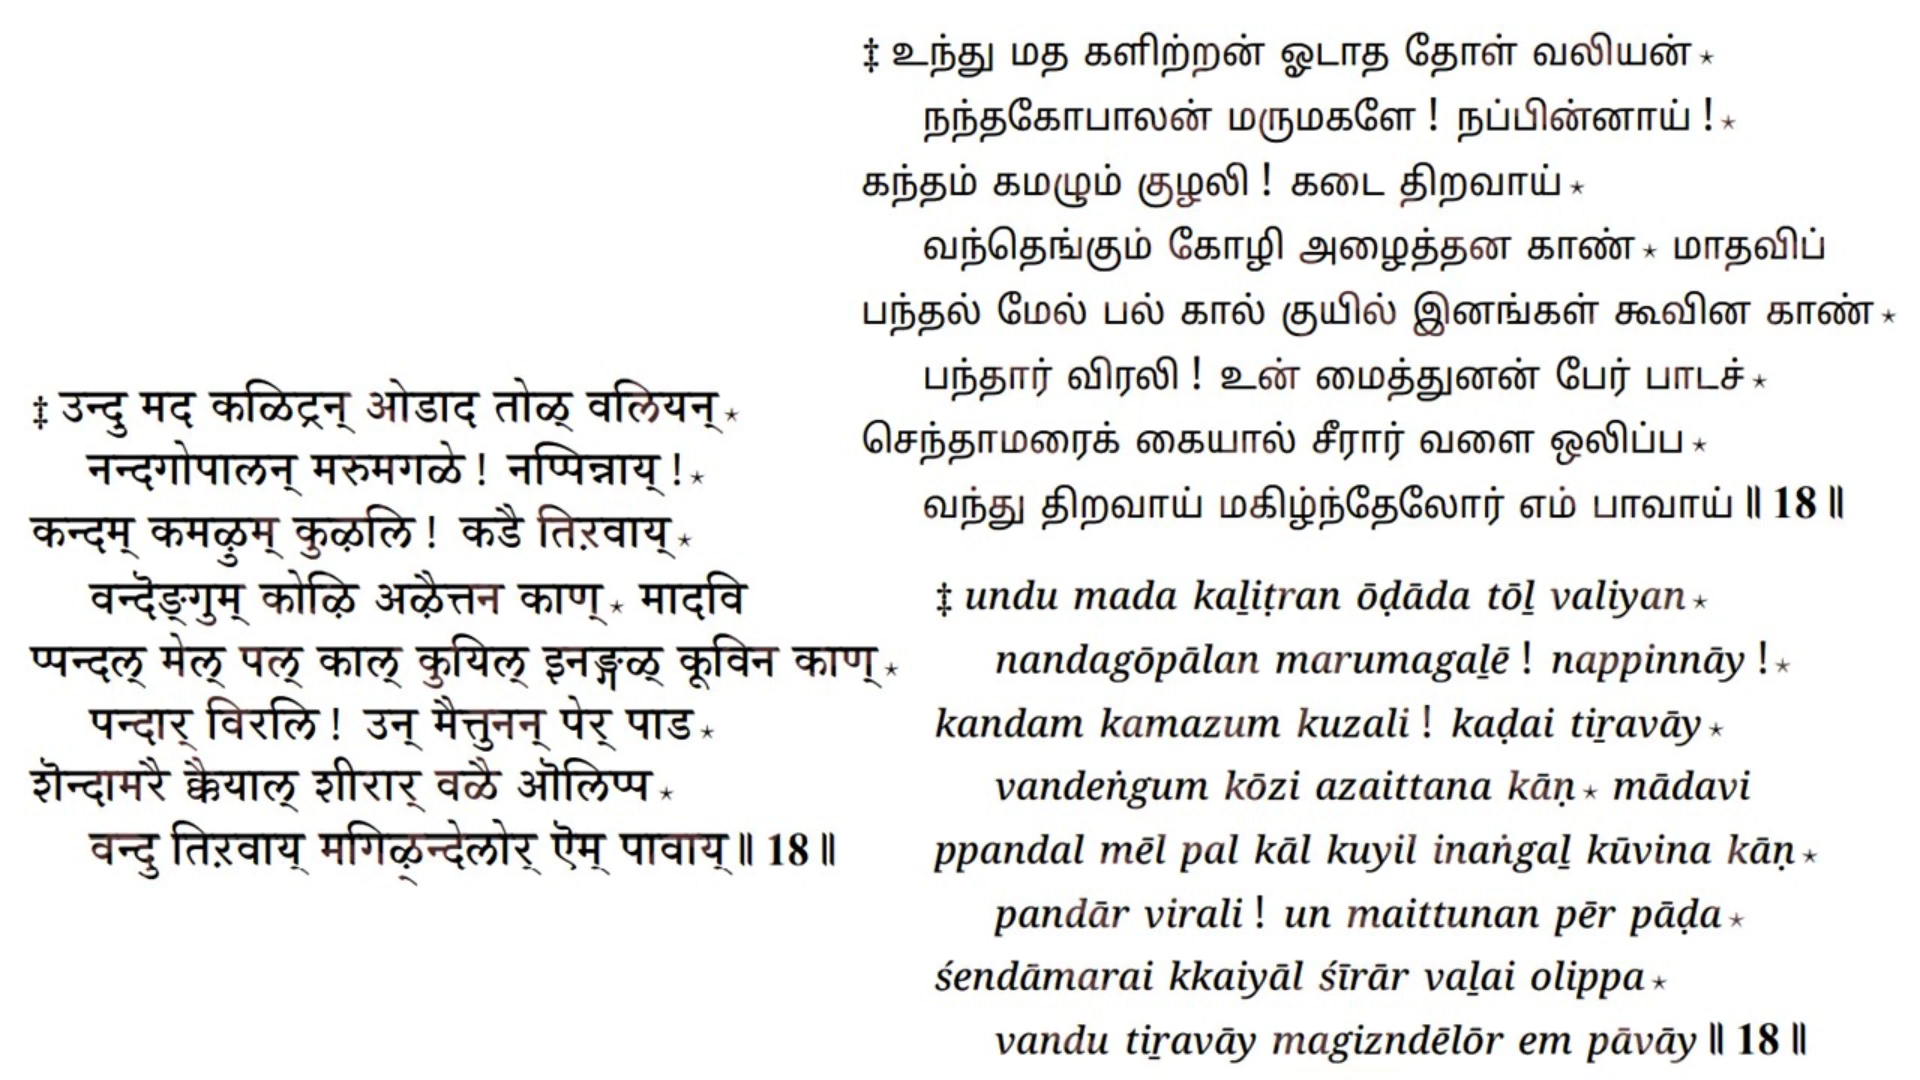 ‡ उन्दु मद कळिट्रन् ओडाद तोळ् वलियन्⋆
नन्दगोपालन् मरुमगळे ! नप्पिन्नाय् !⋆
कन्दम् कमऴुम् कुऴलि ! कडै तिऱवाय्⋆
वन्दॆङ्गुम् कोऴि अऴैत्तन काण्⋆ मादवि
प्पन्दल् मेल् पल् काल् कुयिल् इनङ्गळ् कूविन काण्⋆
पन्दार् विरलि ! उन् मैत्तुनन् पेर् पाड⋆
शॆन्दामरै क्कैयाल् शीरार् वळै ऒलिप्प⋆
वन्दु तिऱवाय् मगिऴ्न्देलोर् ऎम् पावाय्॥ 18॥
‡ உந்து மத களிற்றன் ஓடாத தோள் வலியன்⋆
நந்தகோபாலன் மருமகளே ! நப்பின்னாய் !⋆
கந்தம் கமழும் குழலி ! கடை திறவாய்⋆
வந்தெங்கும் கோழி அழைத்தன காண்⋆ மாதவிப்
பந்தல் மேல் பல் கால் குயில் இனங்கள் கூவின காண்⋆
பந்தார் விரலி ! உன் மைத்துனன் பேர் பாடச்⋆
செந்தாமரைக் கையால் சீரார் வளை ஒலிப்ப⋆
வந்து திறவாய் மகிழ்ந்தேலோர் எம் பாவாய்॥ 18॥
‡ undu mada kaḻiṭran ōḍāda tōḻ valiyan⋆
nandagōpālan marumagaḻē ! nappinnāy !⋆
kandam kamazum kuzali ! kaḍai tiṟavāy⋆
vandeṅgum kōzi azaittana kāṇ⋆ mādavi
ppandal mēl pal kāl kuyil inaṅgaḻ kūvina kāṇ⋆
pandār virali ! un maittunan pēr pāḍa⋆
śendāmarai kkaiyāl śīrār vaḻai olippa⋆
vandu tiṟavāy magizndēlōr em pāvāy॥ 18॥